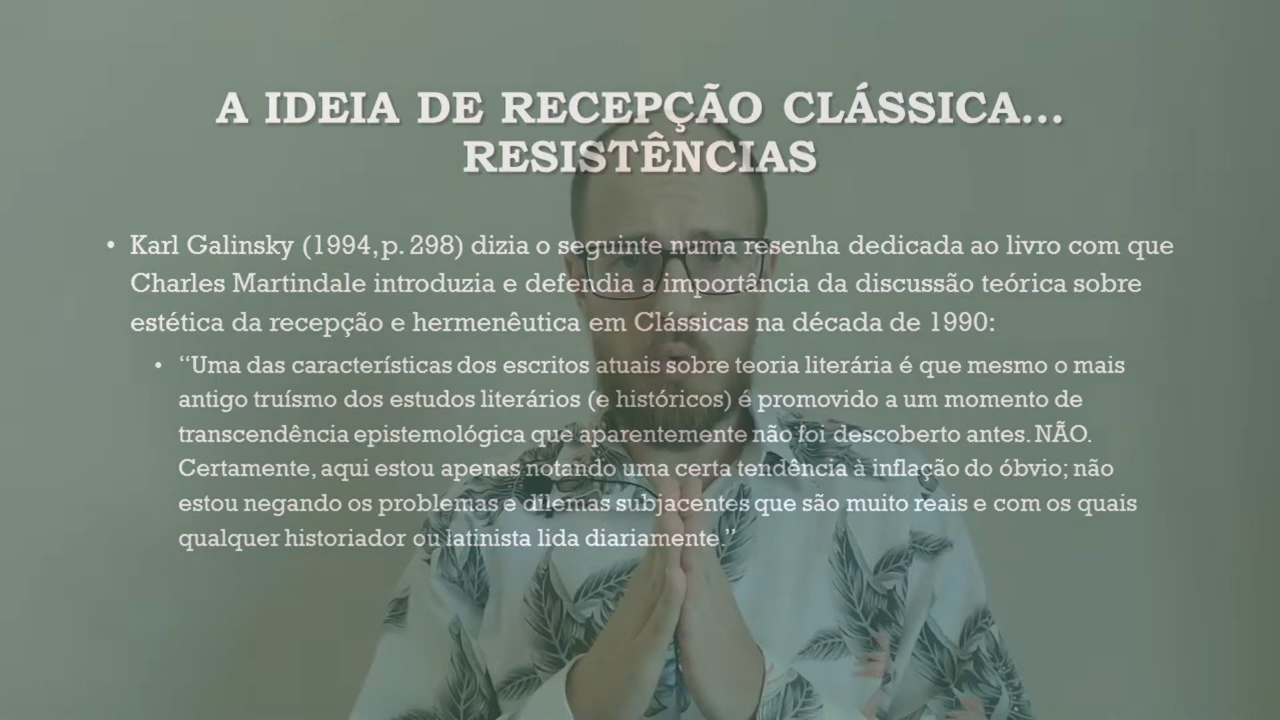 A IDEIA DE RECEPÇÃO CLÁSSICA...
RESISTÊNCIAS
• Karl Galinsky (1994, p. 298) dizia o seguinte numa resenha dedicada ao livro com que
Charles Martindale introduzia e defendia a importância da discussão teórica sobre
estética da recepção e hermenêutica em Clássicas na década de 1990:
• “Uma das características dos escritos atuais sobre teoria literária é que mesmo o mais
antigo truísmo dos estudos literários (e históricos) é promovido a um momento de
transcendência epistemológica que aparentemente não foi descoberto antes. NÃO.
Certamente, aqui estou apenas notando uma certa tendência à inflação do óbvio; não
estou negando os problemas e dilemas subjacentes que são muito reais e com os quais
qualquer historiador ou latinista lida diariamente.”